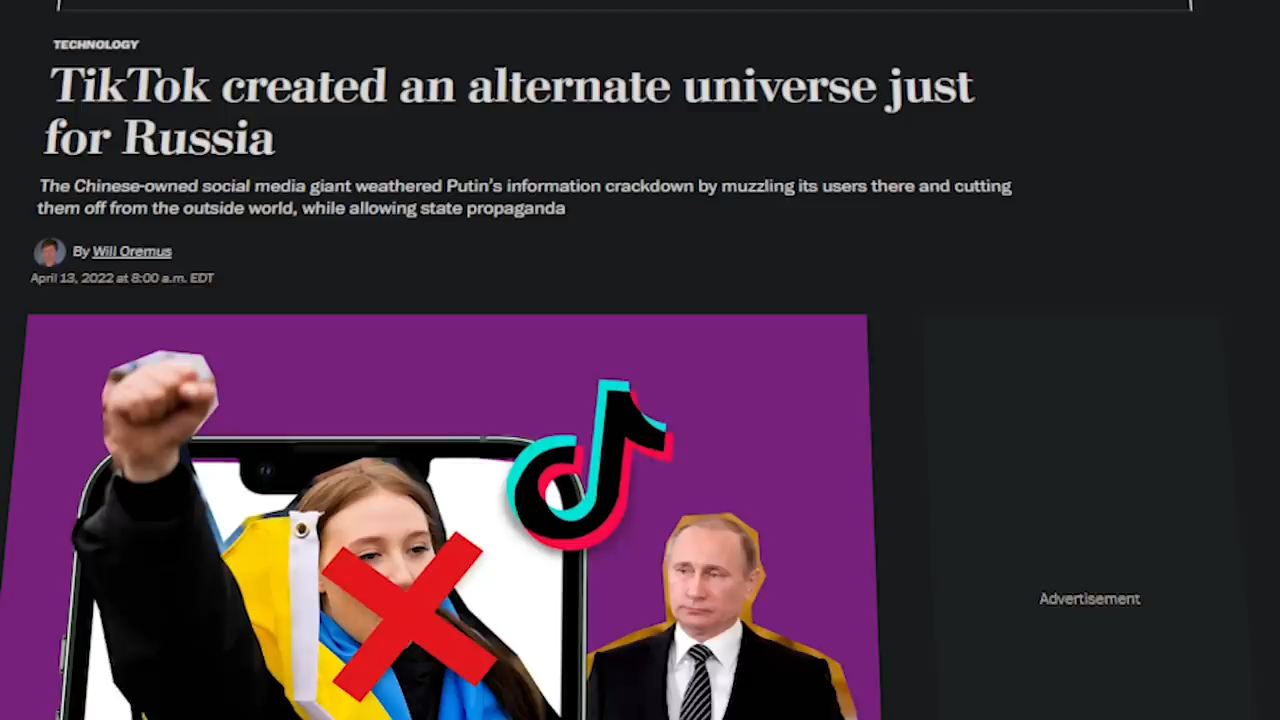 TECHNOLOGY
TikTok created an alternate universe just
for Russia
The Chinese-owned social media giant weathered Putin's information crackdown by muzzling its users there and cutting
them off from the outside world, while allowing state propaganda
By Will Oremus
April 13, 2022 at 8:00 a.m. EDT
Advertisement